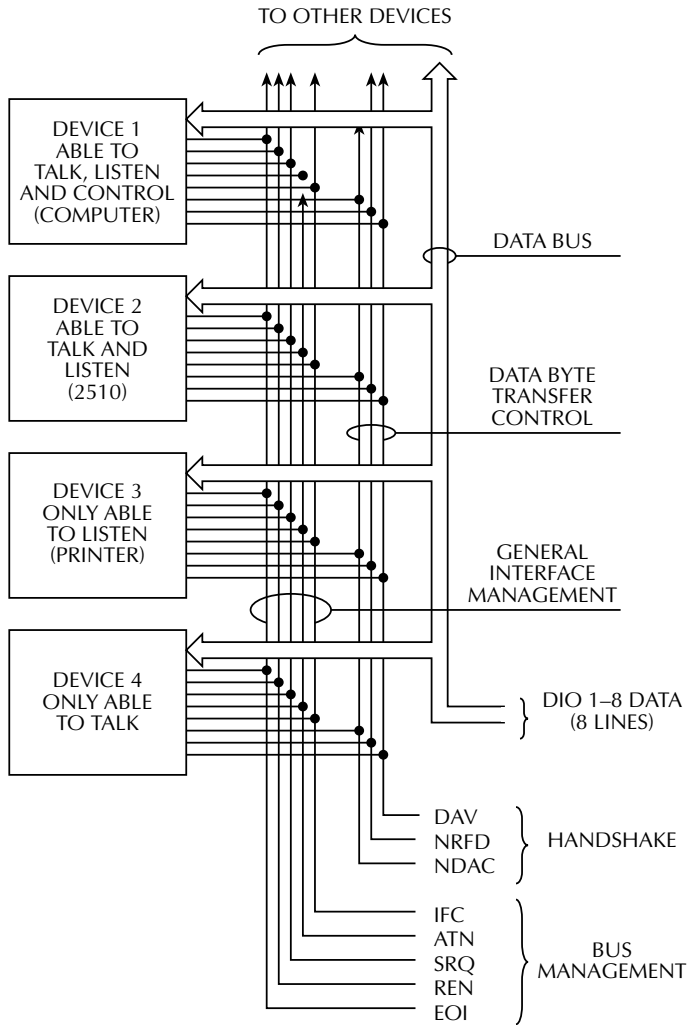 TO OTHER DEVICES
DEVICE 1
ABLE TO
TALK, LISTEN
AND CONTROL
(COMPUTER)
DATA BUS
DEVICE 2
ABLE TO
TALK AND
LISTEN
(2510)
DATA BYTE
TRANSFER
CONTROL
DEVICE 3
ONLY ABLE
TO LISTEN
(PRINTER)
GENERAL
INTERFACE
MANAGEMENT
DEVICE 4
ONLY ABLE
TO TALK
DIO 1–8 DATA
(8 LINES)
DAV
NRFD
NDAC
HANDSHAKE
IFC
ATN
SRQ
REN
EOI
BUS
MANAGEMENT